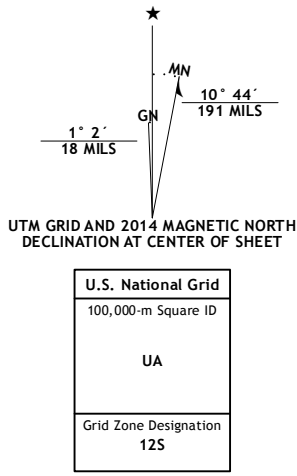 ★
MN
GN
1° 2´
18 MILS
10° 44´
191 MILS
UTM GRID AND 2014 MAGNETIC NORTH
DECLINATION AT CENTER OF SHEET
U.S. National Grid
100,000-m Square ID
UA
Grid Zone Designation
12S